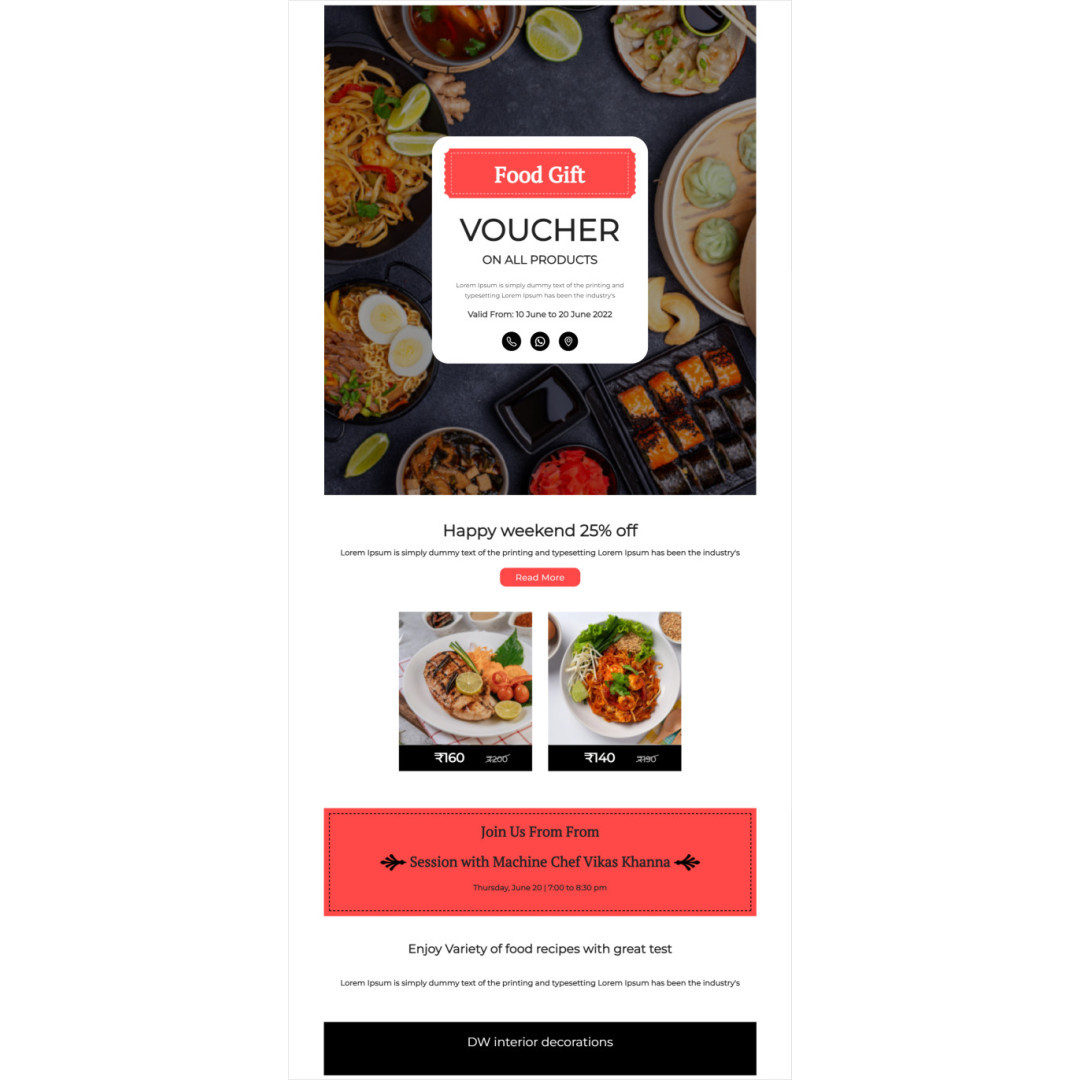 Food Gift
VOUCHER
ON ALL PRODUCTS
Lorem Ipsum is simply dummy text of the printing and
typesetting Lorem Ipsum has been the industry's
Valid From: 10 June to 20 June 2022
Happy weekend 25% off
Lorem Ipsum is simply dummy text of the printing and typesetting Lorem Ipsum has been the industry's
Read More
₹160 ₹200
₹140 ₹190
Join Us From From
Session with Machine Chef Vikas Khanna
Thursday, June 20 | 7:00 to 8:30 pm
Enjoy Variety of food recipes with great test
Lorem Ipsum is simply dummy text of the printing and typesetting Lorem Ipsum has been the industry's
DW interior decorations